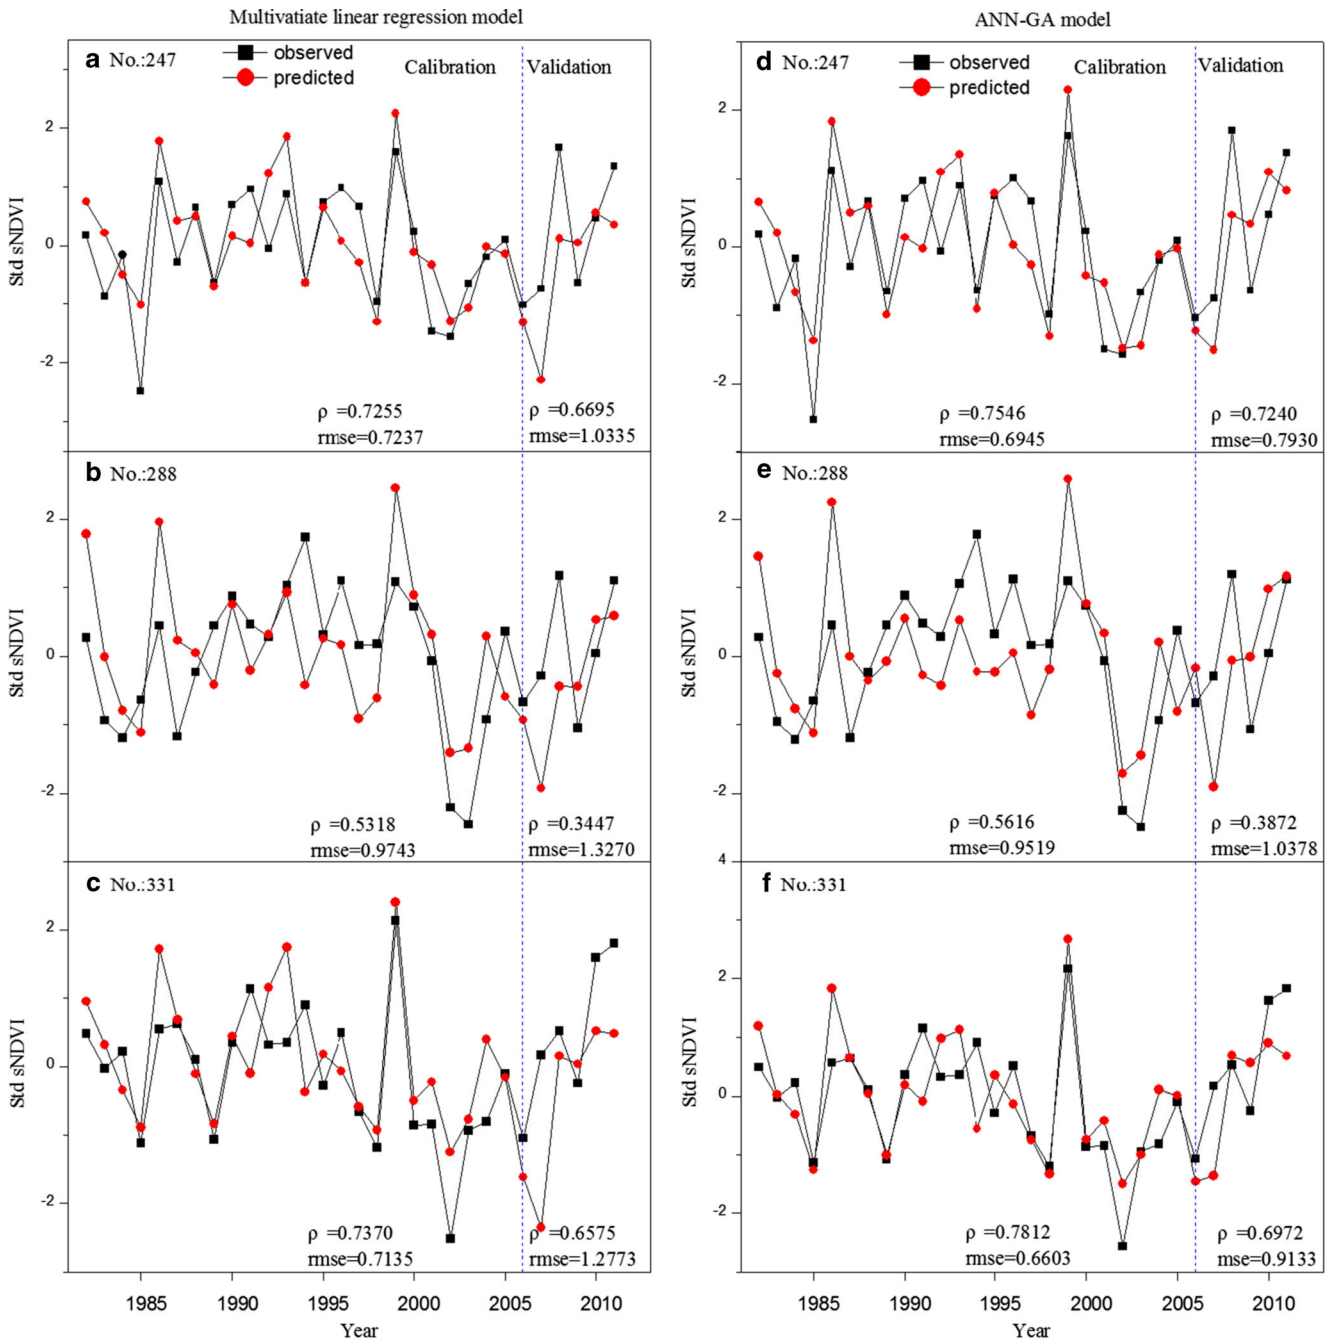 Multivatiate linear regression model
ANN-GA model
a No.:247
observed
predicted
Calibration
Validation
2
0
-2
Std sNDVI
ρ =0.7255
rmse=0.7237
ρ =0.6695
rmse=1.0335
b No.:288
2
0
-2
Std sNDVI
ρ =0.5318
rmse=0.9743
ρ =0.3447
rmse=1.3270
c No.:331
2
0
-2
Std sNDVI
ρ =0.7370
rmse=0.7135
ρ =0.6575
rmse=1.2773
1985 1990 1995 2000 2005 2010
Year
d No.:247
observed
predicted
Calibration
Validation
2
0
-2
Std sNDVI
ρ =0.7546
rmse=0.6945
ρ =0.7240
rmse=0.7930
e No.:288
2
0
-2
4
Std sNDVI
ρ =0.5616
rmse=0.9519
ρ =0.3872
rmse=1.0378
f No.:331
2
0
-2
Std sNDVI
ρ =0.7812
rmse=0.6603
ρ =0.6972
mse=0.9133
1985 1990 1995 2000 2005 2010
Year